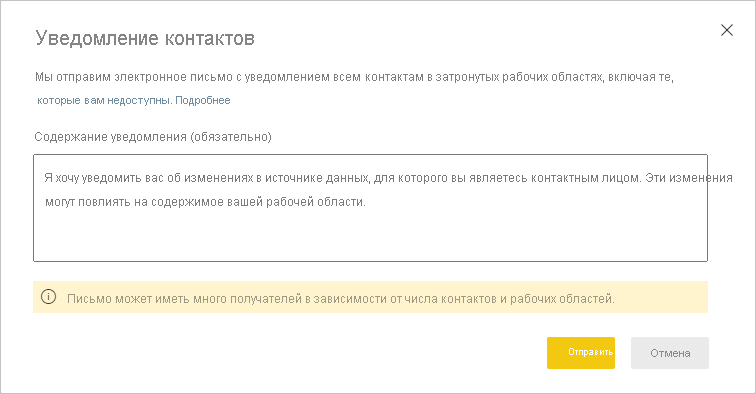 Уведомление контактов
Мы отправим электронное письмо с уведомлением всем контактам в затронутых рабочих областях, включая те,
которые вам недоступны. Подробнее
Содержание уведомления (обязательно)
Я хочу уведомить вас об изменениях в источнике данных, для которого вы являетесь контактным лицом. Эти изменения
могут повлиять на содержимое вашей рабочей области.
Письмо может иметь много получателей в зависимости от числа контактов и рабочих областей.
Отправить
Отмена